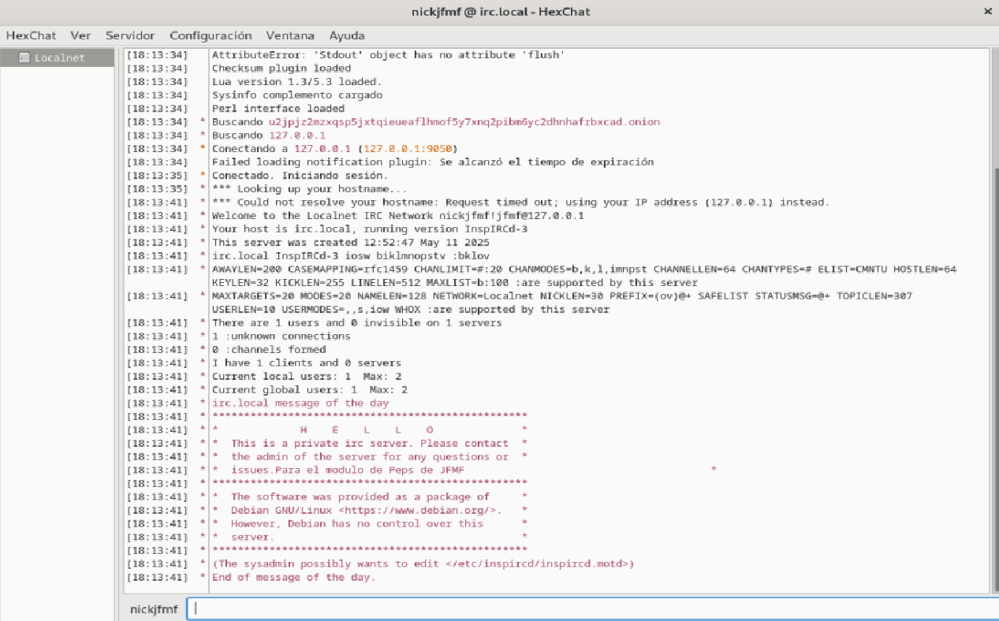 nickjfmf @ irc.local - HexChat
HexChat Ver Servidor Configuración Ventana Ayuda
Localnet
[18:13:34] AttributeError: 'Stdout' object has no attribute 'flush'
[18:13:34] Checksum plugin loaded
[18:13:34] Lua version 1.3/5.3 loaded.
[18:13:34] Sysinfo complemento cargado
[18:13:34] Perl interface loaded
[18:13:34] * Buscando u2jpjz2mzxqsp5jxtqieueaflhmof5y7xnq2pibm6yc2dhnhafrbxcad.onion
[18:13:34] * Buscando 127.0.0.1
[18:13:34] * Conectando a 127.0.0.1 (127.0.0.1:9050)
[18:13:34] Failed loading notification plugin: Se alcanzó el tiempo de expiración
[18:13:35] * Conectado. Iniciando sesión.
[18:13:35] * *** Looking up your hostname...
[18:13:41] * *** Could not resolve your hostname: Request timed out; using your IP address (127.0.0.1) instead.
[18:13:41] * Welcome to the Localnet IRC Network nickjfmf!jfmf@127.0.0.1
[18:13:41] * Your host is irc.local, running version InspIRCd-3
[18:13:41] * This server was created 12:52:47 May 11 2025
[18:13:41] * irc.local InspIRCd-3 iosw biklmnopstv :bklov
[18:13:41] * AWAYLEN=200 CASEMAPPING=rfc1459 CHANLIMIT=#:20 CHANMODES=b,k,l,imnpst CHANNELLEN=64 CHANTYPES=# ELIST=CMNTU HOSTLEN=64
KEYLEN=32 KICKLEN=255 LINELEN=512 MAXLIST=b:100 :are supported by this server
[18:13:41] * MAXTARGETS=20 MODES=20 NAMELEN=128 NETWORK=Localnet NICKLEN=30 PREFIX=(ov)@+ SAFELIST STATUSMSG=@+ TOPICLEN=307
USERLEN=10 USERMODES=,,s,iow WHOX :are supported by this server
[18:13:41] * There are 1 users and 0 invisible on 1 servers
[18:13:41] * 1 :unknown connections
[18:13:41] * 0 :channels formed
[18:13:41] * I have 1 clients and 0 servers
[18:13:41] * Current local users: 1 Max: 2
[18:13:41] * Current global users: 1 Max: 2
[18:13:41] * irc.local message of the day
[18:13:41] * **************************************************
[18:13:41] * * H E L L O *
[18:13:41] * * This is a private irc server. Please contact *
[18:13:41] * * the admin of the server for any questions or *
[18:13:41] * * issues.Para el modulo de Peps de JFMF *
[18:13:41] * **************************************************
[18:13:41] * * The software was provided as a package of *
[18:13:41] * * Debian GNU/Linux <https://www.debian.org/>. *
[18:13:41] * * However, Debian has no control over this *
[18:13:41] * * server. *
[18:13:41] * **************************************************
[18:13:41] * (The sysadmin possibly wants to edit </etc/inspircd/inspircd.motd>)
[18:13:41] * End of message of the day.
nickjfmf